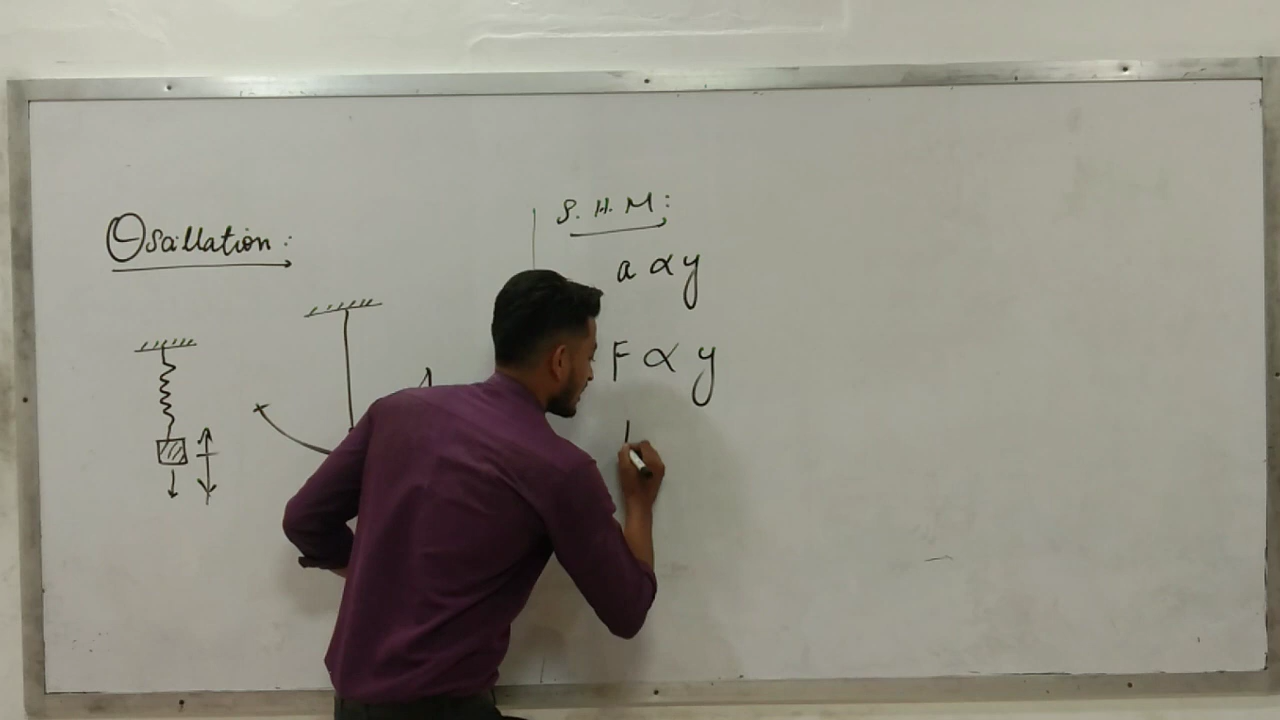 Oscillation:
S. H. M:
a α y
F α y